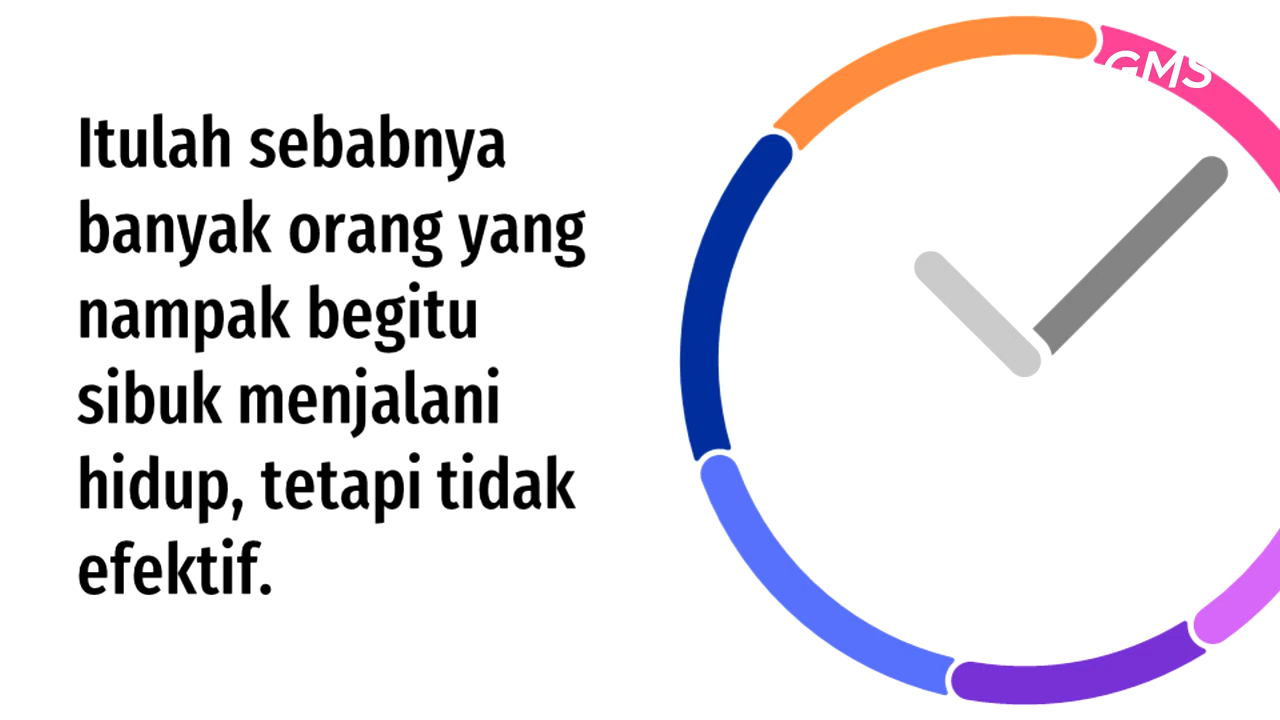 GMS
Itulah sebabnya
banyak orang yang
nampak begitu
sibuk menjalani
hidup, tetapi tidak
efektif.